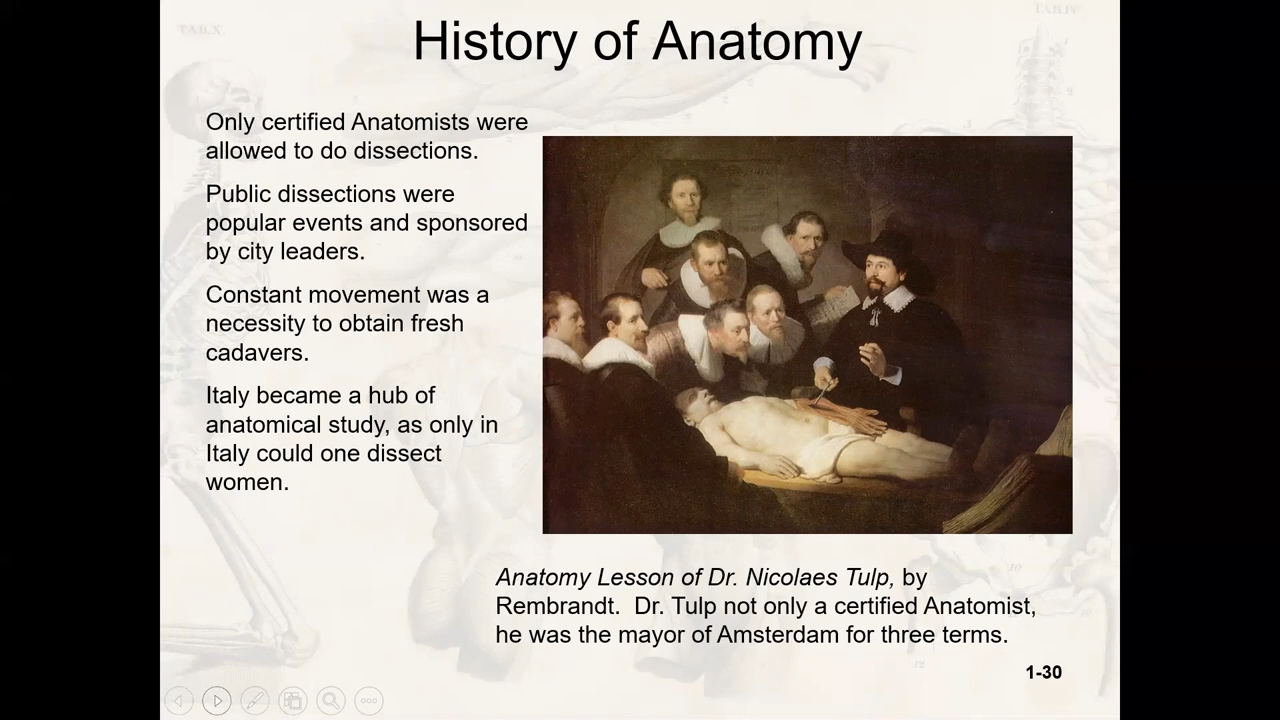 TAB.X
TAB.IV
History of Anatomy
Only certified Anatomists were
allowed to do dissections.
Public dissections were
popular events and sponsored
by city leaders.
Constant movement was a
necessity to obtain fresh
cadavers.
Italy became a hub of
anatomical study, as only in
Italy could one dissect
women.
Anatomy Lesson of Dr. Nicolaes Tulp, by
Rembrandt. Dr. Tulp not only a certified Anatomist,
he was the mayor of Amsterdam for three terms.
1-30